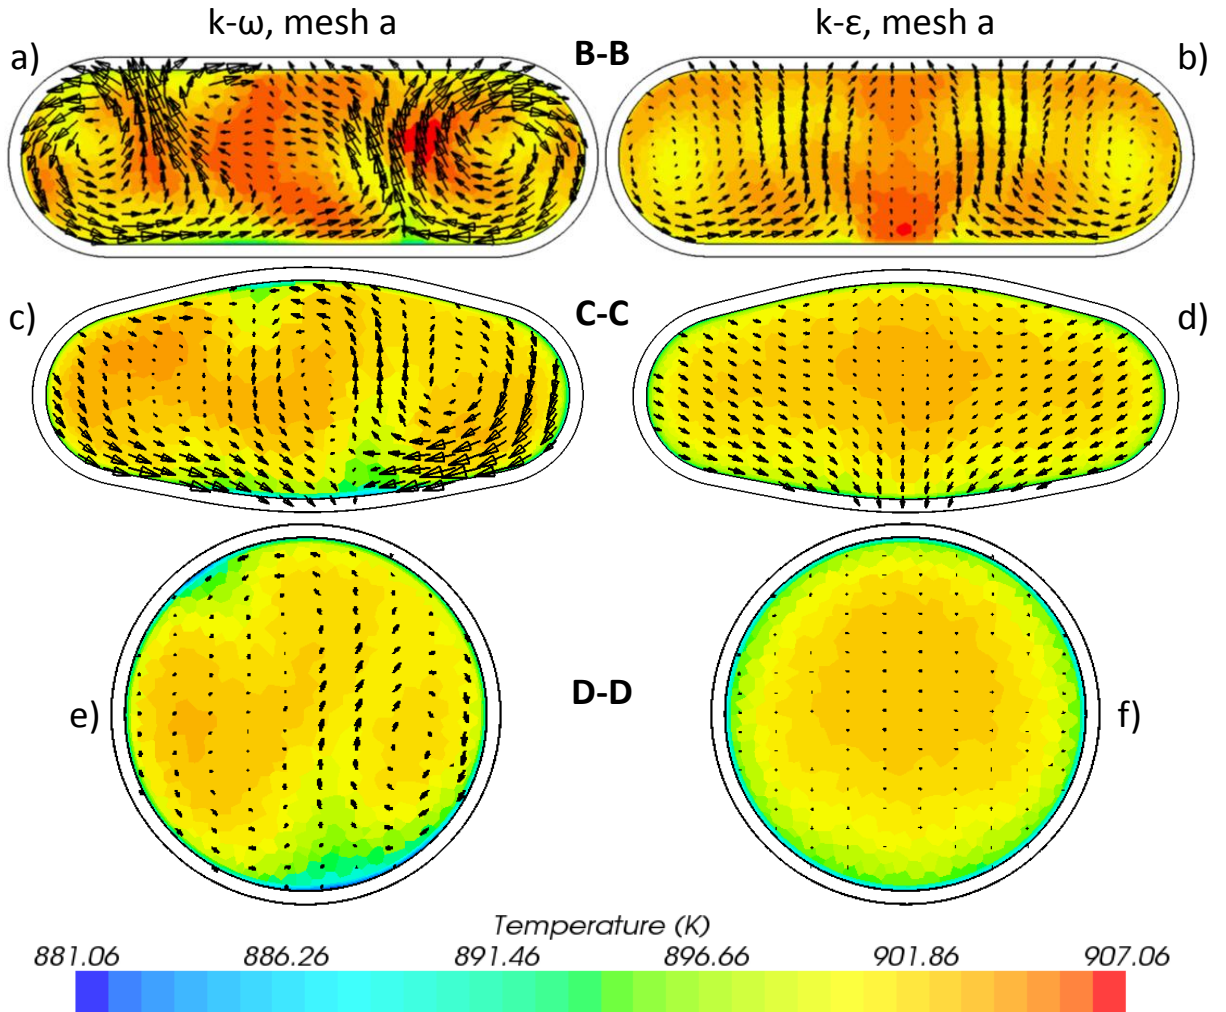 k-ω, mesh a
k-ε, mesh a
a)
B-B
b)
c)
C-C
d)
e)
D-D
f)
Temperature (K)
881.06 886.26 891.46 896.66 901.86 907.06